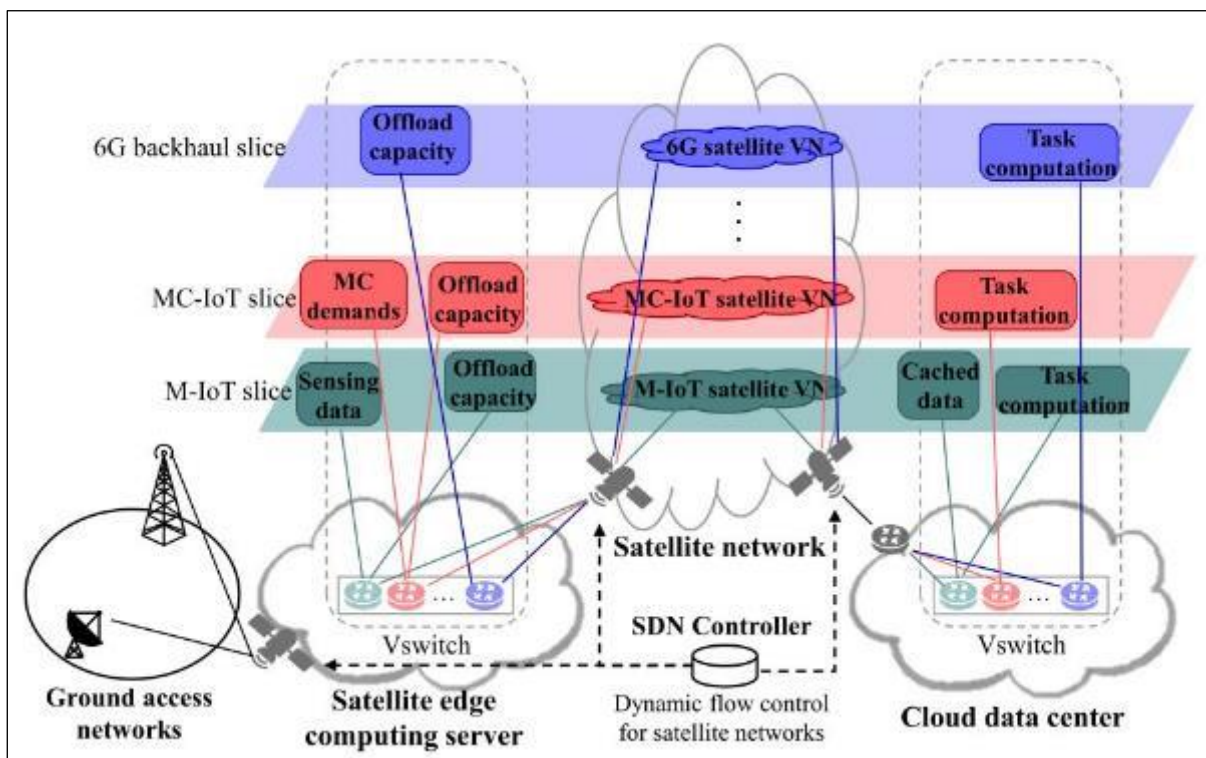 6G backhaul slice
Offload
capacity
6G satellite VN
Task
computation
MC-IoT slice
MC
demands
Offload
capacity
MC-IoT satellite VN
Task
computation
M-IoT slice
Sensing
data
Offload
capacity
M-IoT satellite VN
Cached
data
Task
computation
Satellite network
Vswitch
SDN Controller
Vswitch
Ground access
networks
Satellite edge
computing server
Dynamic flow control
for satellite networks
Cloud data center